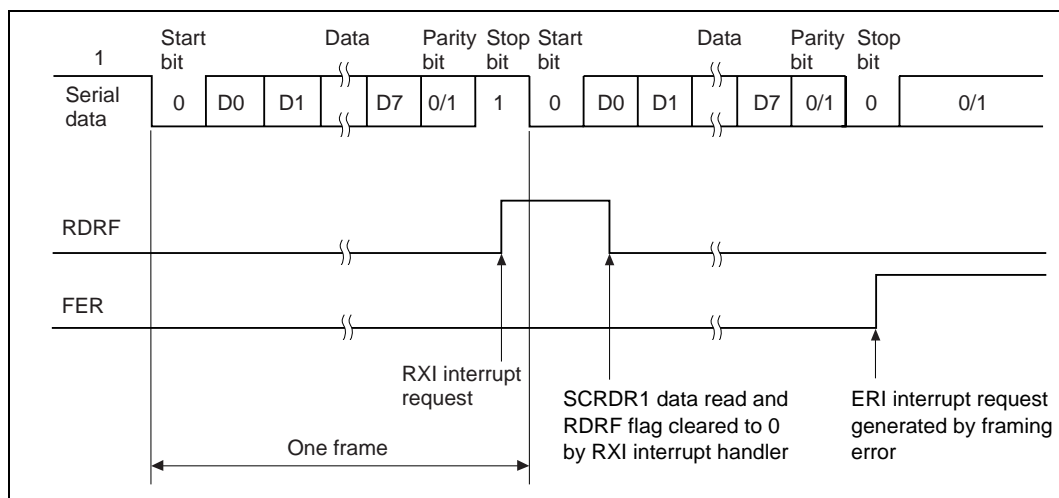 Start Data Parity Stop Start Data Parity Stop
1 bit bit bit bit bit bit
Serial 0 D0 D1 D7 0/1 1 0 D0 D1 D7 0/1 0 0/1
data
RDRF
FER
RXI interrupt
request
SCRDR1 data read and
RDRF flag cleared to 0
by RXI interrupt handler
ERI interrupt request
generated by framing
error
One frame